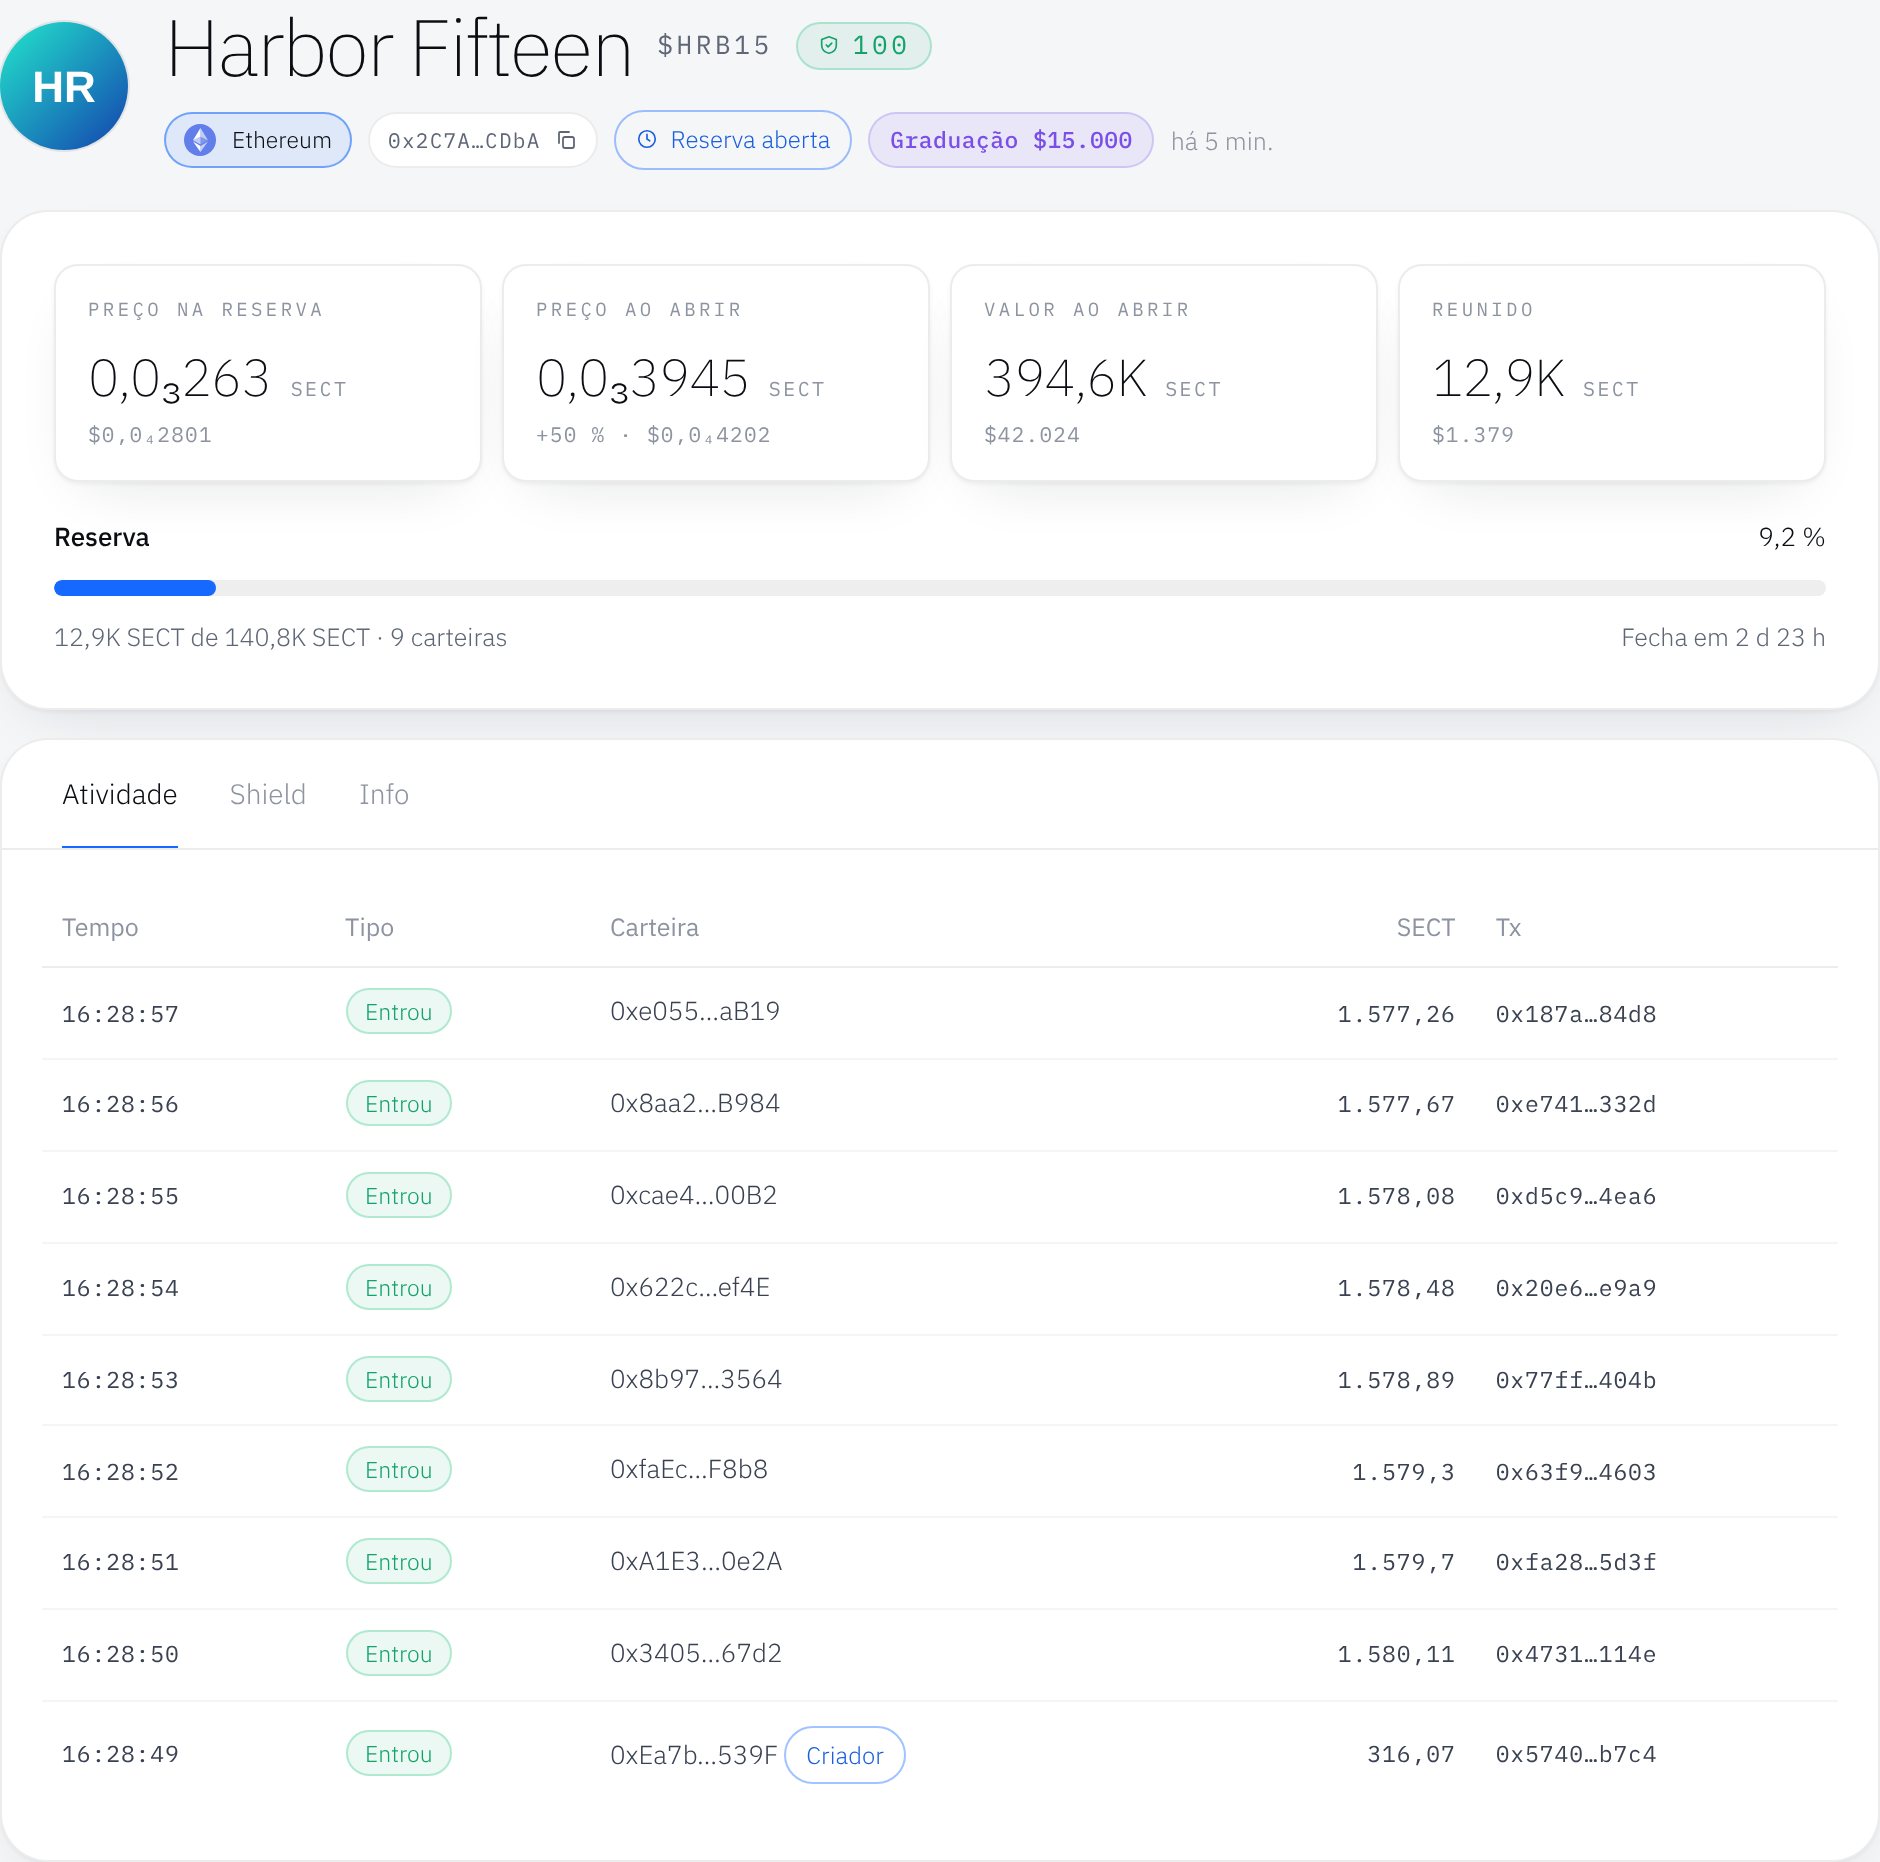 HR
Harbor Fifteen $HRB15 100
Ethereum 0x2C7A…CDbA Reserva aberta Graduação $15.000 há 5 min.
PREÇO NA RESERVA
0,0₃263 SECT
$0,0₄2801
PREÇO AO ABRIR
0,0₃3945 SECT
+50 % · $0,0₄4202
VALOR AO ABRIR
394,6K SECT
$42.024
REUNIDO
12,9K SECT
$1.379
Reserva 9,2 %
12,9K SECT de 140,8K SECT · 9 carteiras Fecha em 2 d 23 h
Atividade Shield Info
Tempo Tipo Carteira SECT Tx
16:28:57 Entrou 0xe055…aB19 1.577,26 0x187a…84d8
16:28:56 Entrou 0x8aa2…B984 1.577,67 0xe741…332d
16:28:55 Entrou 0xcae4…00B2 1.578,08 0xd5c9…4ea6
16:28:54 Entrou 0x622c…ef4E 1.578,48 0x20e6…e9a9
16:28:53 Entrou 0x8b97…3564 1.578,89 0x77ff…404b
16:28:52 Entrou 0xfaEc…F8b8 1.579,3 0x63f9…4603
16:28:51 Entrou 0xA1E3…0e2A 1.579,7 0xfa28…5d3f
16:28:50 Entrou 0x3405…67d2 1.580,11 0x4731…114e
16:28:49 Entrou 0xEa7b…539F Criador 316,07 0x5740…b7c4